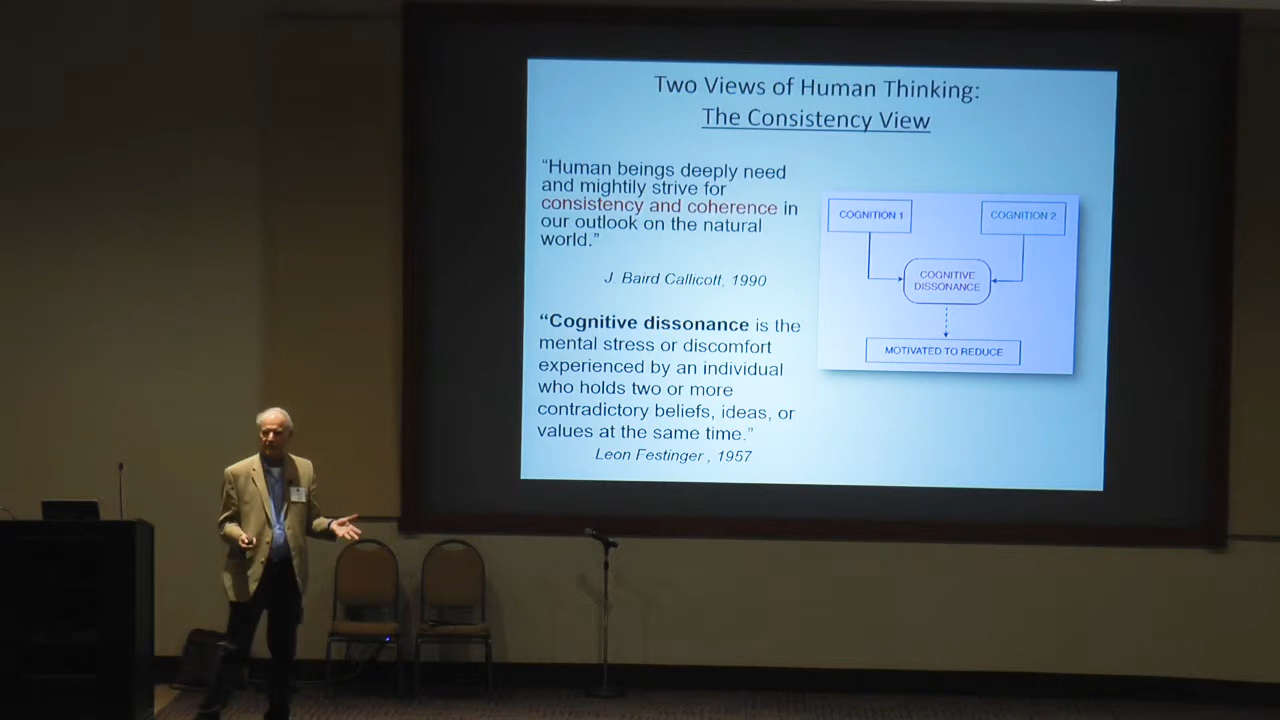 Two Views of Human Thinking:
The Consistency View
“Human beings deeply need
and mightily strive for
consistency and coherence in
our outlook on the natural
world.”
J. Baird Callicott, 1990
“Cognitive dissonance is the
mental stress or discomfort
experienced by an individual
who holds two or more
contradictory beliefs, ideas, or
values at the same time.”
Leon Festinger , 1957
COGNITION 1
COGNITION 2
COGNITIVE
DISSONANCE
MOTIVATED TO REDUCE